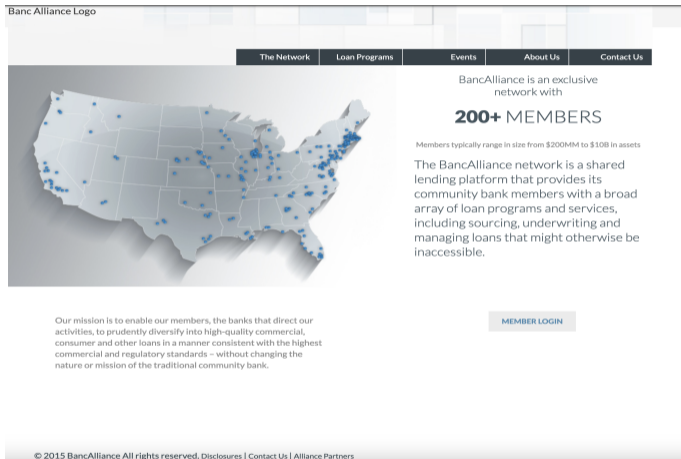 Banc Alliance Logo
The Network Loan Programs Events About Us Contact Us
BancAlliance is an exclusive
network with
200+ MEMBERS
Members typically range in size from $200MM to $10B in assets
The BancAlliance network is a shared
lending platform that provides its
community bank members with a broad
array of loan programs and services,
including sourcing, underwriting and
managing loans that might otherwise be
inaccessible.
Our mission is to enable our members, the banks that direct our
activities, to prudently diversify into high-quality commercial,
consumer and other loans in a manner consistent with the highest
commercial and regulatory standards – without changing the
nature or mission of the traditional community bank.
MEMBER LOGIN
© 2015 BancAlliance All rights reserved. Disclosures | Contact Us | Alliance Partners